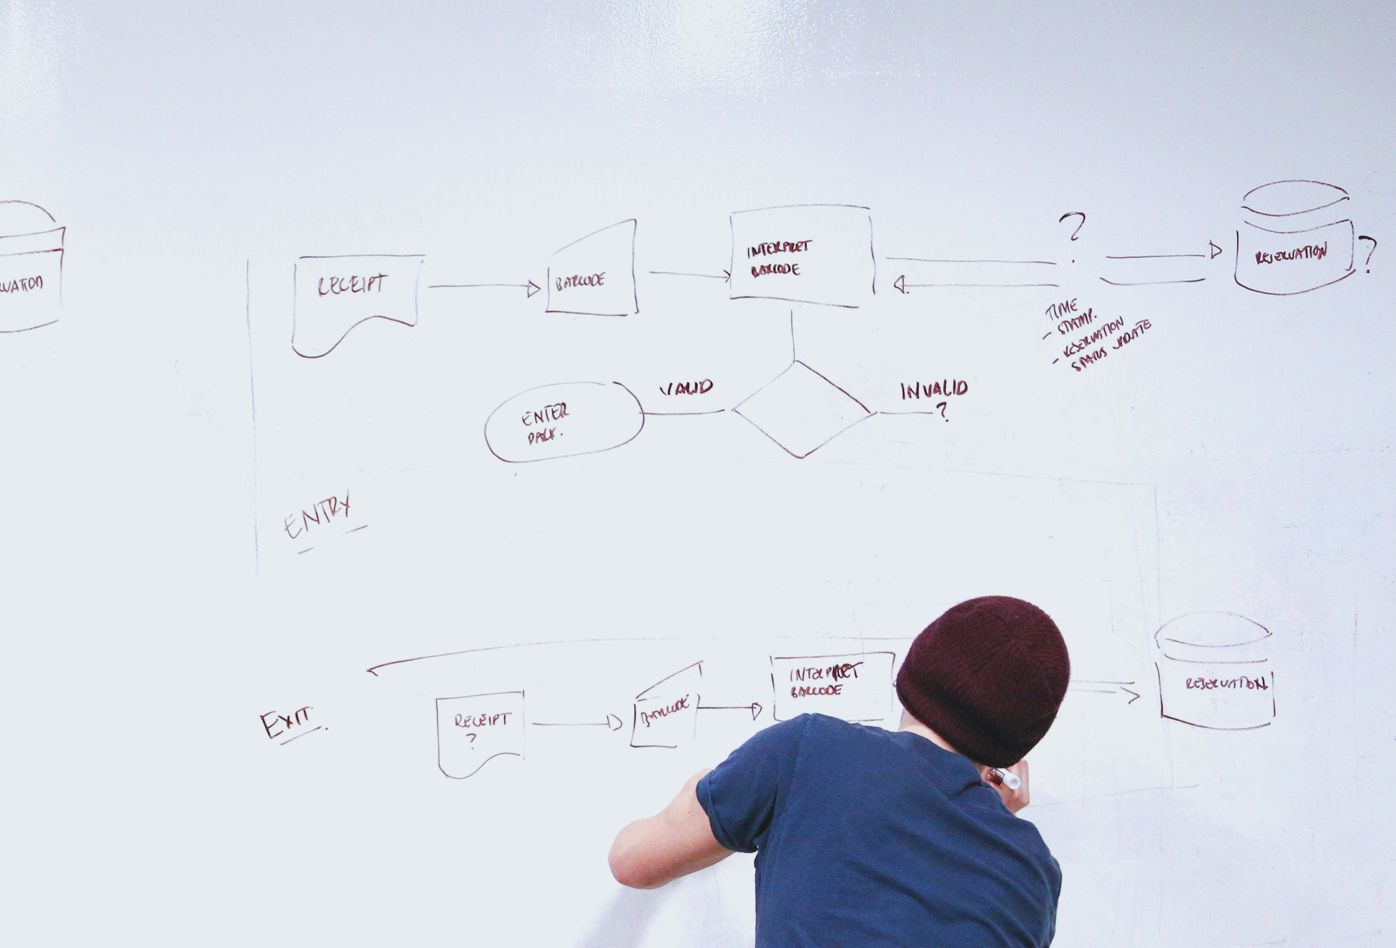 RECEIPT
BARCODE
INTERPRET
BARCODE
?
TIME
- STAMP.
- RESERVATION
STATUS UPDATE
RESERVATION
?
VATION
VALID
INVALID
?
ENTER
PARK.
ENTRY
EXIT.
RECEIPT
?
BARCODE
INTERPRET
BARCODE
RESERVATION